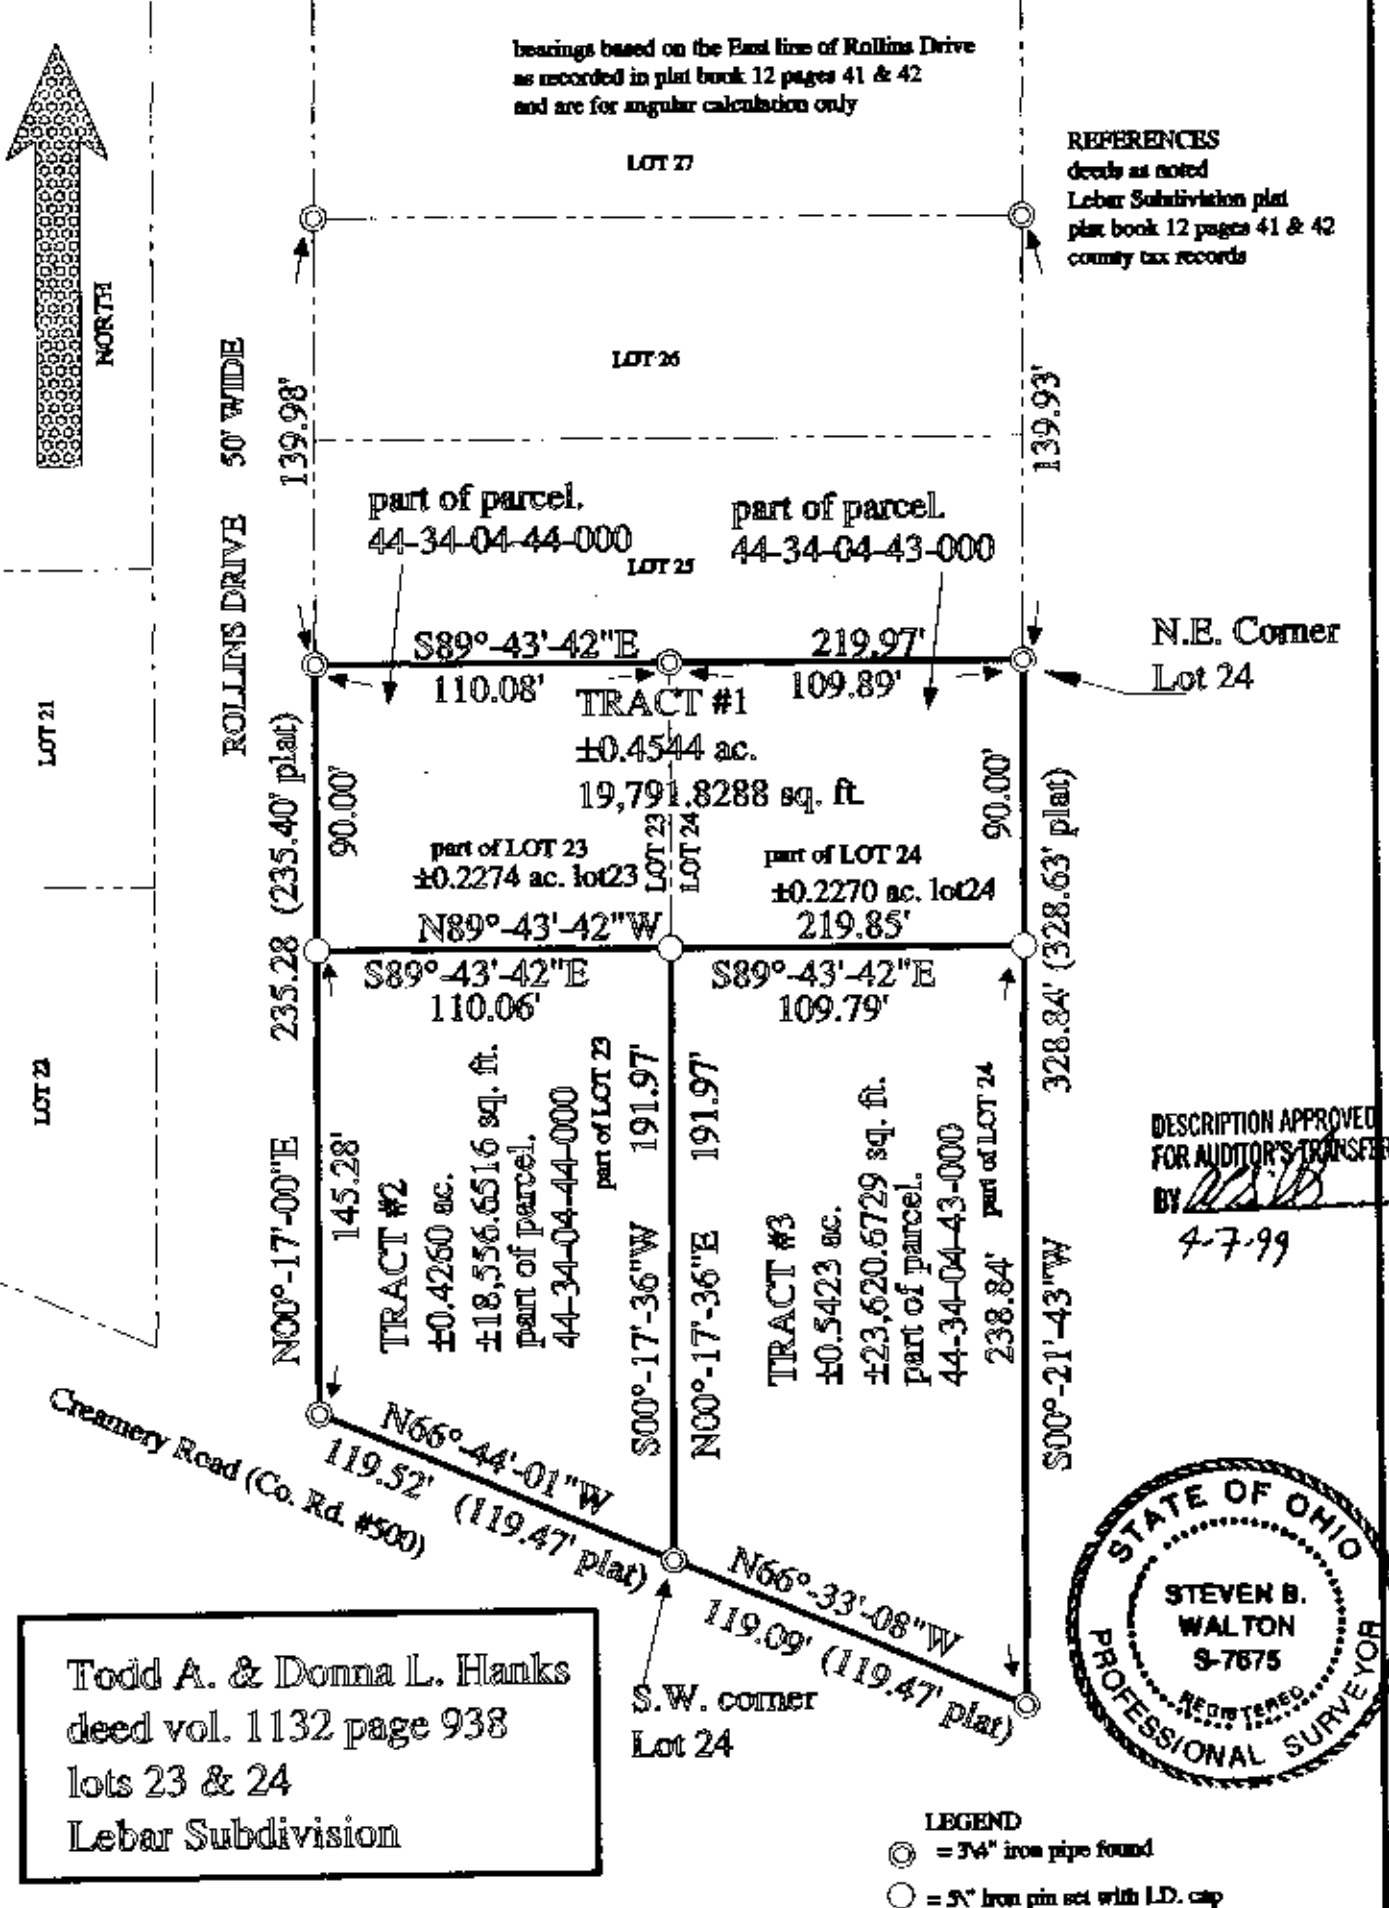 bearings based on the East line of Rollins Drive
as recorded in plat book 12 pages 41 & 42
and are for angular calculation only
LOT 27
REFERENCES
deeds as noted
Lebar Subdivision plat
plat book 12 pages 41 & 42
county tax records
NORTH
LOT 26
ROLLINS DRIVE 50' WIDE
139.98'
139.93'
part of parcel.
44-34-04-44-000
part of parcel.
44-34-04-43-000
LOT 25
S89°-43'-42"E
219.97'
110.08'
109.89'
N.E. Corner
Lot 24
TRACT #1
±0.4544 ac.
19,791.8288 sq. ft.
LOT 21
235.28 (235.40' plat)
90.00'
90.00'
328.84' (328.63' plat)
part of LOT 23
±0.2274 ac. lot23
LOT 23
LOT 24
part of LOT 24
±0.2270 ac. lot24
N89°-43'-42"W
219.85'
S89°-43'-42"E
110.06'
S89°-43'-42"E
109.79'
LOT 22
N00°-17'-00"E
145.28'
TRACT #2
±0.4260 ac.
±18,556.6516 sq. ft.
part of parcel.
44-34-04-44-000
part of LOT 23
S00°-17'-36"W 191.97'
N00°-17'-36"E 191.97'
TRACT #3
±0.5423 ac.
±23,620.6729 sq. ft.
part of parcel.
44-34-04-43-000
part of LOT 24
238.84'
S00°-21'-43"W
DESCRIPTION APPROVED
FOR AUDITOR'S TRANSFER
BY
4-7-99
Creamery Road (Co. Rd. #500)
N66°-44'-01"W
119.52' (119.47' plat)
N66°-33'-08"W
119.09' (119.47' plat)
S.W. corner
Lot 24
STATE OF OHIO
STEVEN B.
WALTON
S-7675
REGISTERED
PROFESSIONAL SURVEYOR
Todd A. & Donna L. Hanks
deed vol. 1132 page 938
lots 23 & 24
Lebar Subdivision
LEGEND
iron pipe found
iron pin set with I.D. cap